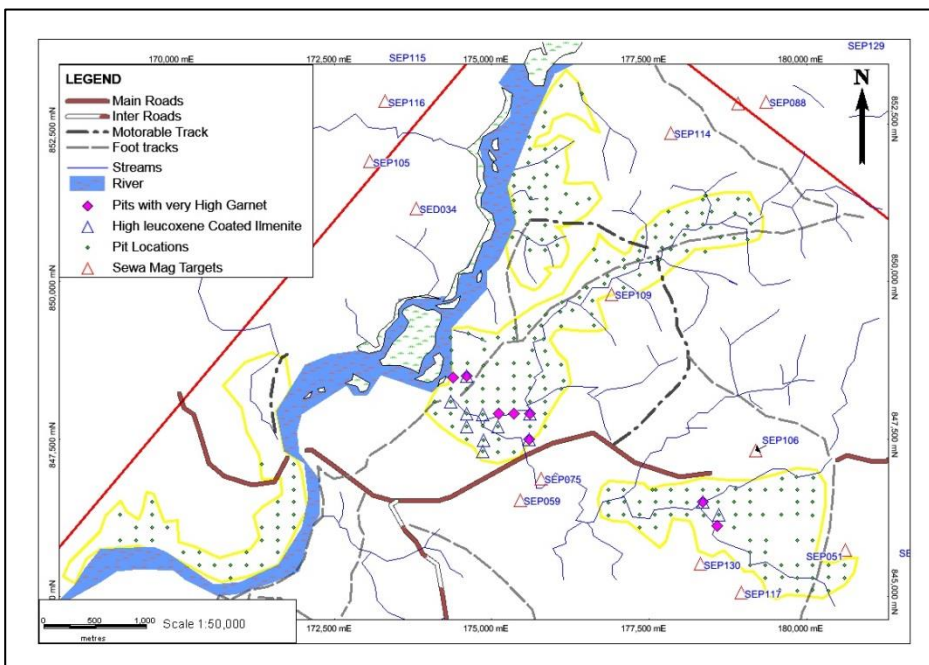 SEP129
SEP115
170,000 mE
172,500 mE
175,000 mE
177,500 mE
180,000 mE
LEGEND
Main Roads
Inter Roads
Motorable Track
Foot tracks
Streams
River
Pits with very High Garnet
High leucoxene Coated Ilmenite
Pit Locations
Sewa Mag Targets
N
SEP116
SEP088
852,500 mN
852,500 mN
SEP114
SEP105
SED034
850,000 mN
850,000 mN
SEP109
847,500 mN
847,500 mN
SEP106
SEP075
SEP059
SEP051
SEP130
SEP117
845,000 mN
0
500
1,000
metres
Scale 1:50,000
172,500 mE
175,000 mE
177,500 mE
180,000 mE